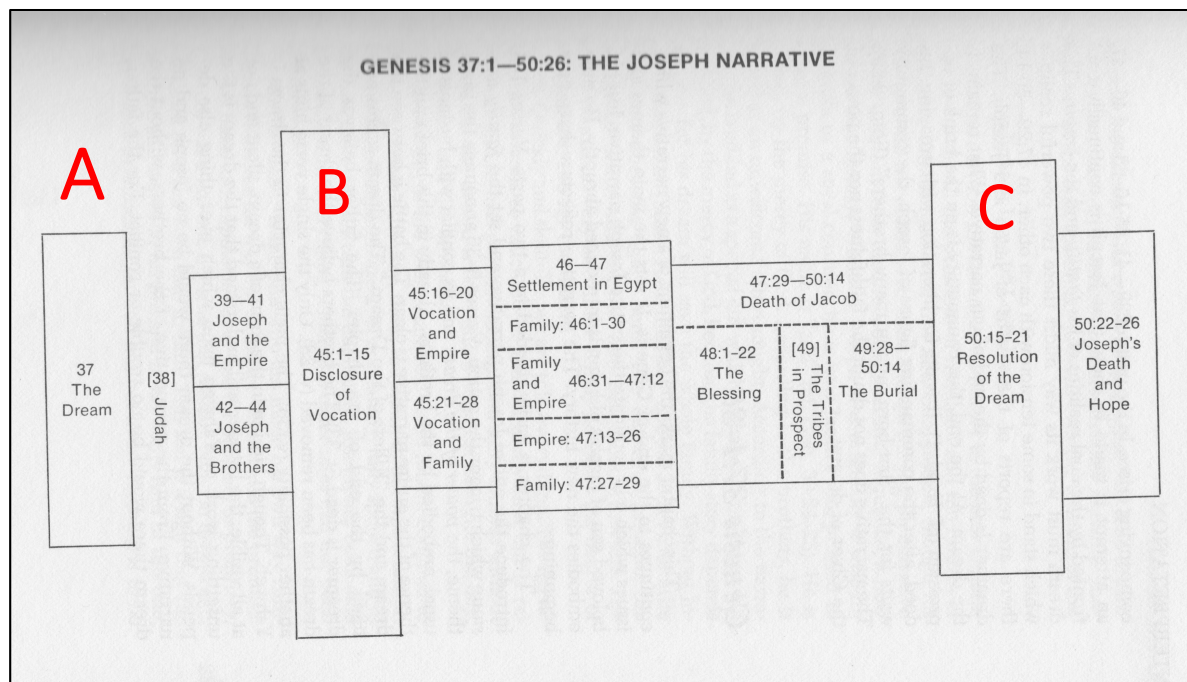 GENESIS 37:1—50:26: THE JOSEPH NARRATIVE
A
37
The
Dream
[38] Judah
39—41
Joseph
and the
Empire
42—44
Joséph
and the
Brothers
B
45:1–15
Disclosure
of
Vocation
45:16–20
Vocation
and
Empire
45:21–28
Vocation
and
Family
46—47
Settlement in Egypt
Family: 46:1–30
Family
and
Empire
46:31—47:12
Empire: 47:13–26
Family: 47:27–29
47:29—50:14
Death of Jacob
48:1–22
The
Blessing
[49]
The Tribes
in Prospect
49:28—
50:14
The Burial
C
50:15–21
Resolution
of the
Dream
50:22–26
Joseph's
Death
and
Hope